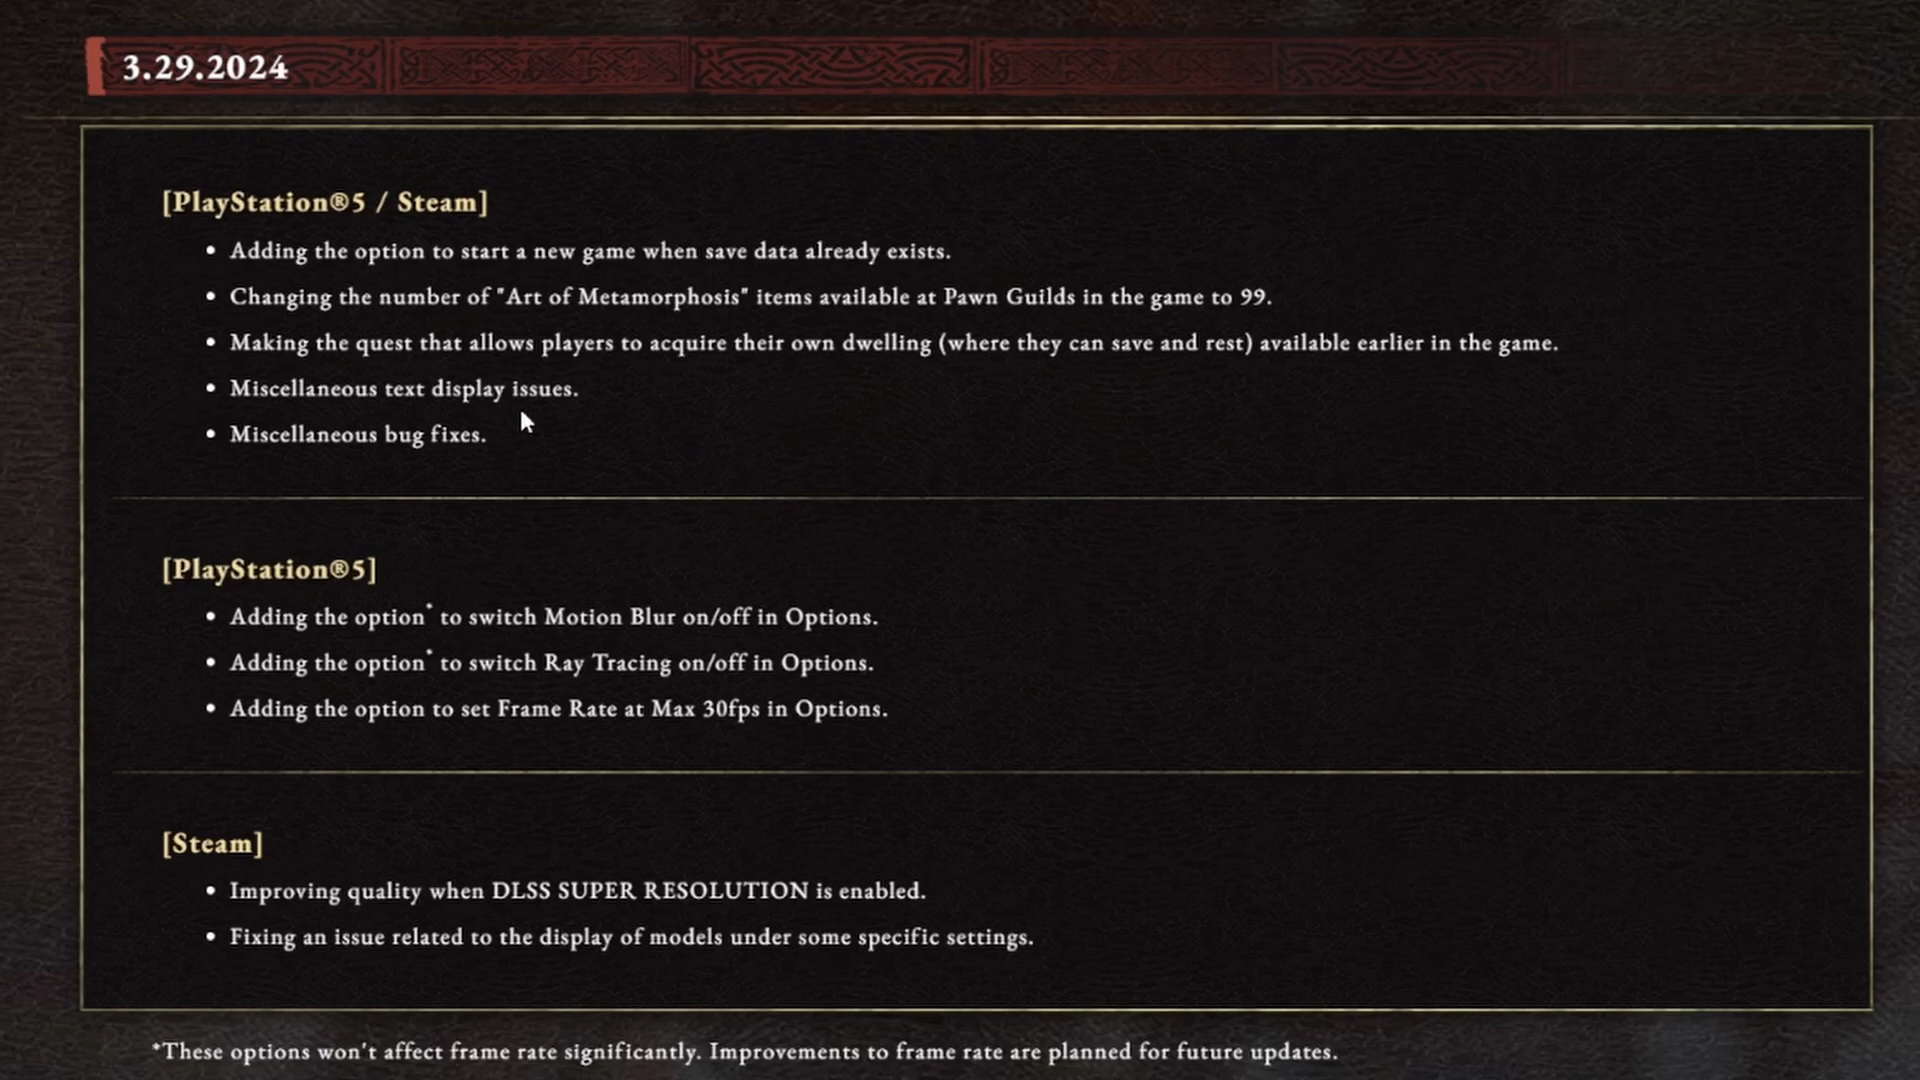 3.29.2024
[PlayStation®5 / Steam]
• Adding the option to start a new game when save data already exists.
• Changing the number of "Art of Metamorphosis" items available at Pawn Guilds in the game to 99.
• Making the quest that allows players to acquire their own dwelling (where they can save and rest) available earlier in the game.
• Miscellaneous text display issues.
• Miscellaneous bug fixes.
[PlayStation®5]
• Adding the option* to switch Motion Blur on/off in Options.
• Adding the option* to switch Ray Tracing on/off in Options.
• Adding the option to set Frame Rate at Max 30fps in Options.
[Steam]
• Improving quality when DLSS SUPER RESOLUTION is enabled.
• Fixing an issue related to the display of models under some specific settings.
*These options won't affect frame rate significantly. Improvements to frame rate are planned for future updates.